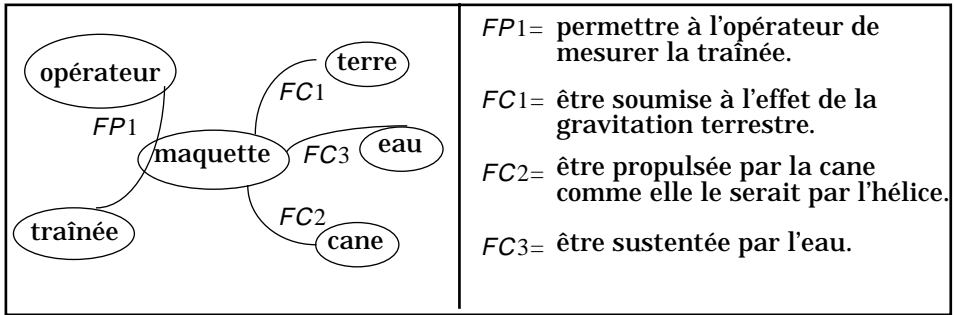 opérateur
terre
FC1
FP1
maquette
FC3
eau
FC2
traînée
cane
FP1= permettre à l'opérateur de
mesurer la traînée.
FC1= être soumise à l'effet de la
gravitation terrestre.
FC2= être propulsée par la cane
comme elle le serait par l'hélice.
FC3= être sustentée par l'eau.